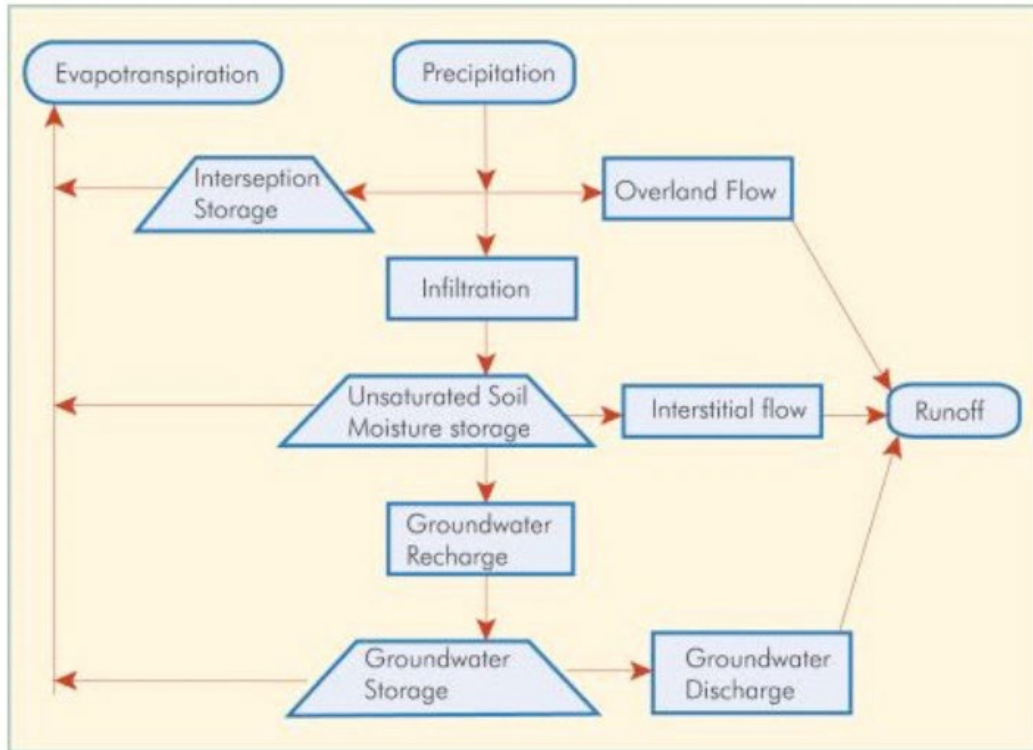 Evapotranspiration
Precipitation
Interseption
Storage
Overland Flow
Infiltration
Unsaturated Soil
Moisture storage
Interstitial flow
Runoff
Groundwater
Recharge
Groundwater
Storage
Groundwater
Discharge